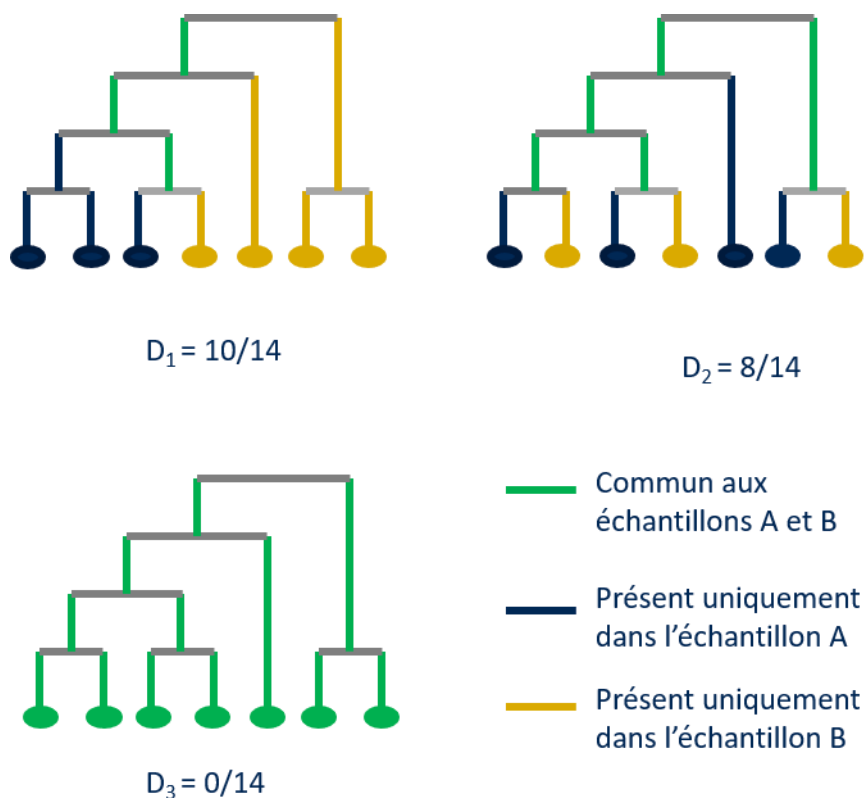 D₁ = 10/14
D₂ = 8/14
Commun aux
échantillons A et B
Présent uniquement
dans l’échantillon A
Présent uniquement
dans l’échantillon B
D₃ = 0/14